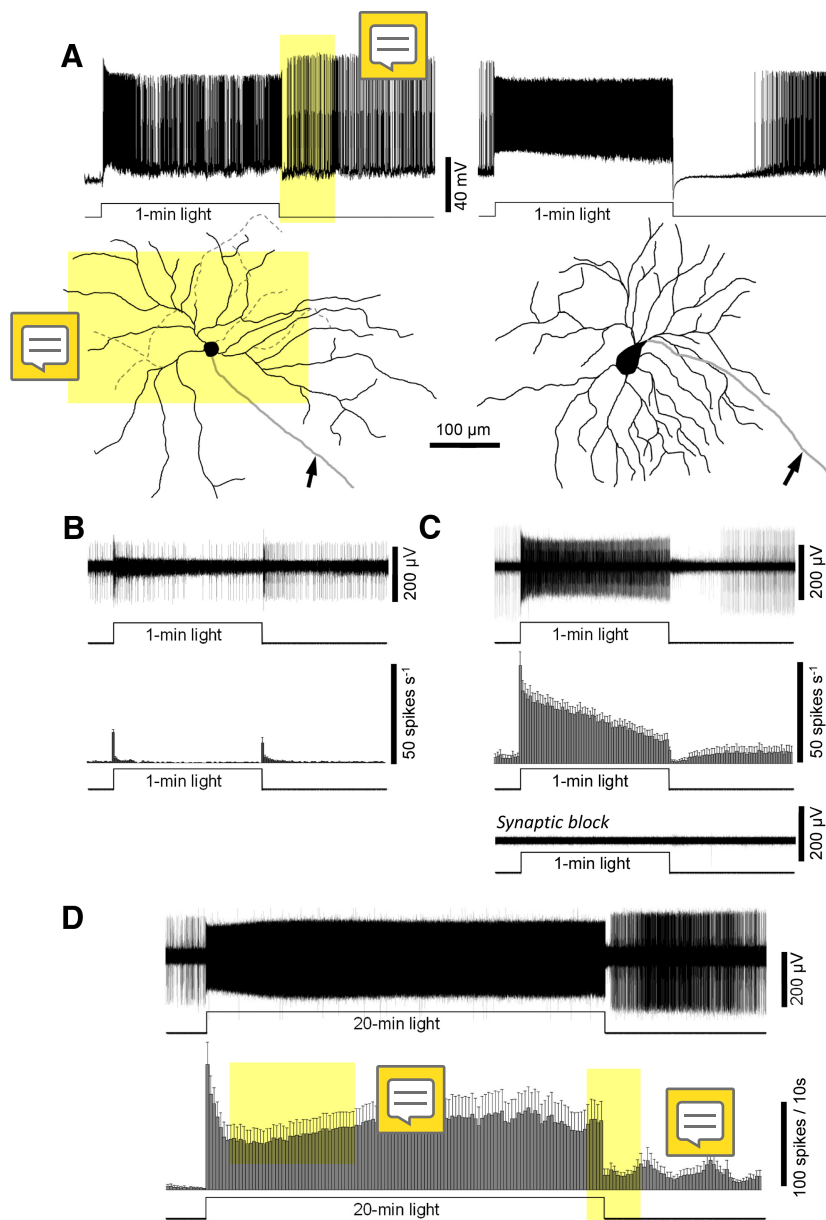 A
40 mV
1-min light
1-min light
100 µm
B
C
200 µV
200 µV
1-min light
1-min light
50 spikes s⁻¹
50 spikes s⁻¹
1-min light
1-min light
Synaptic block
200 µV
1-min light
D
200 µV
20-min light
100 spikes / 10s
20-min light